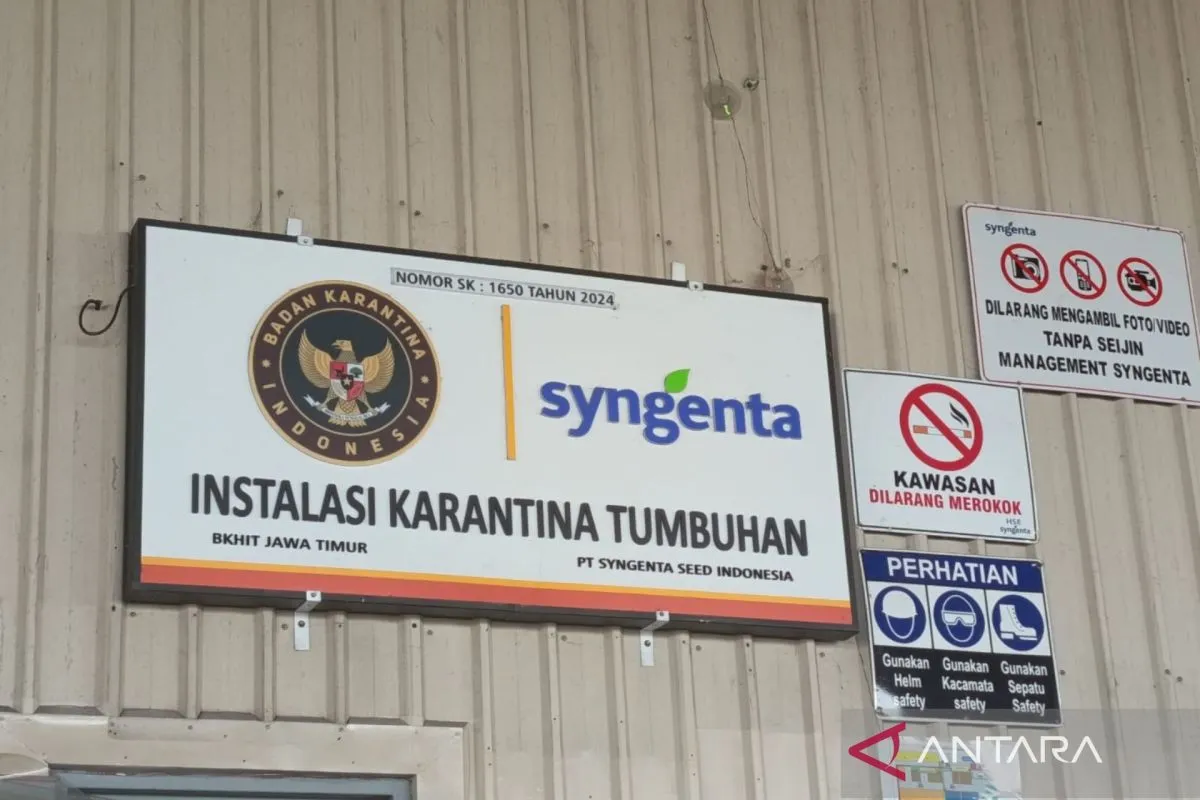 NOMOR SK : 1650 TAHUN 2024
BADAN KARANTINA
INDONESIA
syngenta
INSTALASI KARANTINA TUMBUHAN
BKHIT JAWA TIMUR
PT SYNGENTA SEED INDONESIA
syngenta
DILARANG MENGAMBIL FOTO/VIDEO
TANPA SEIJIN
MANAGEMENT SYNGENTA
KAWASAN
DILARANG MEROKOK
HSE
syngenta
PERHATIAN
Gunakan
Helm
safety
Gunakan
Kacamata
safety
Gunakan
Sepatu
Safety
ANTARA